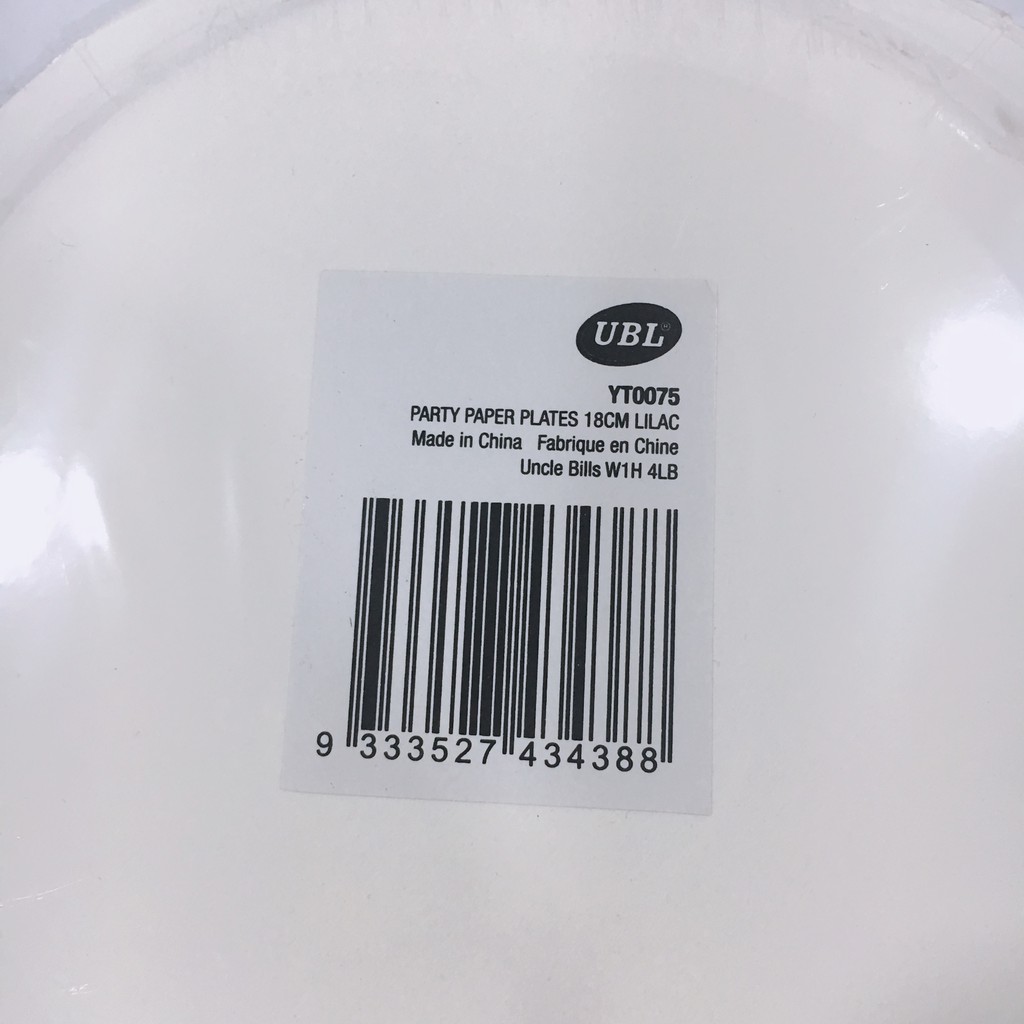 UBL®
YT0075
PARTY PAPER PLATES 18CM LILAC
Made in China Fabrique en Chine
Uncle Bills W1H 4LB
9 333527 434388